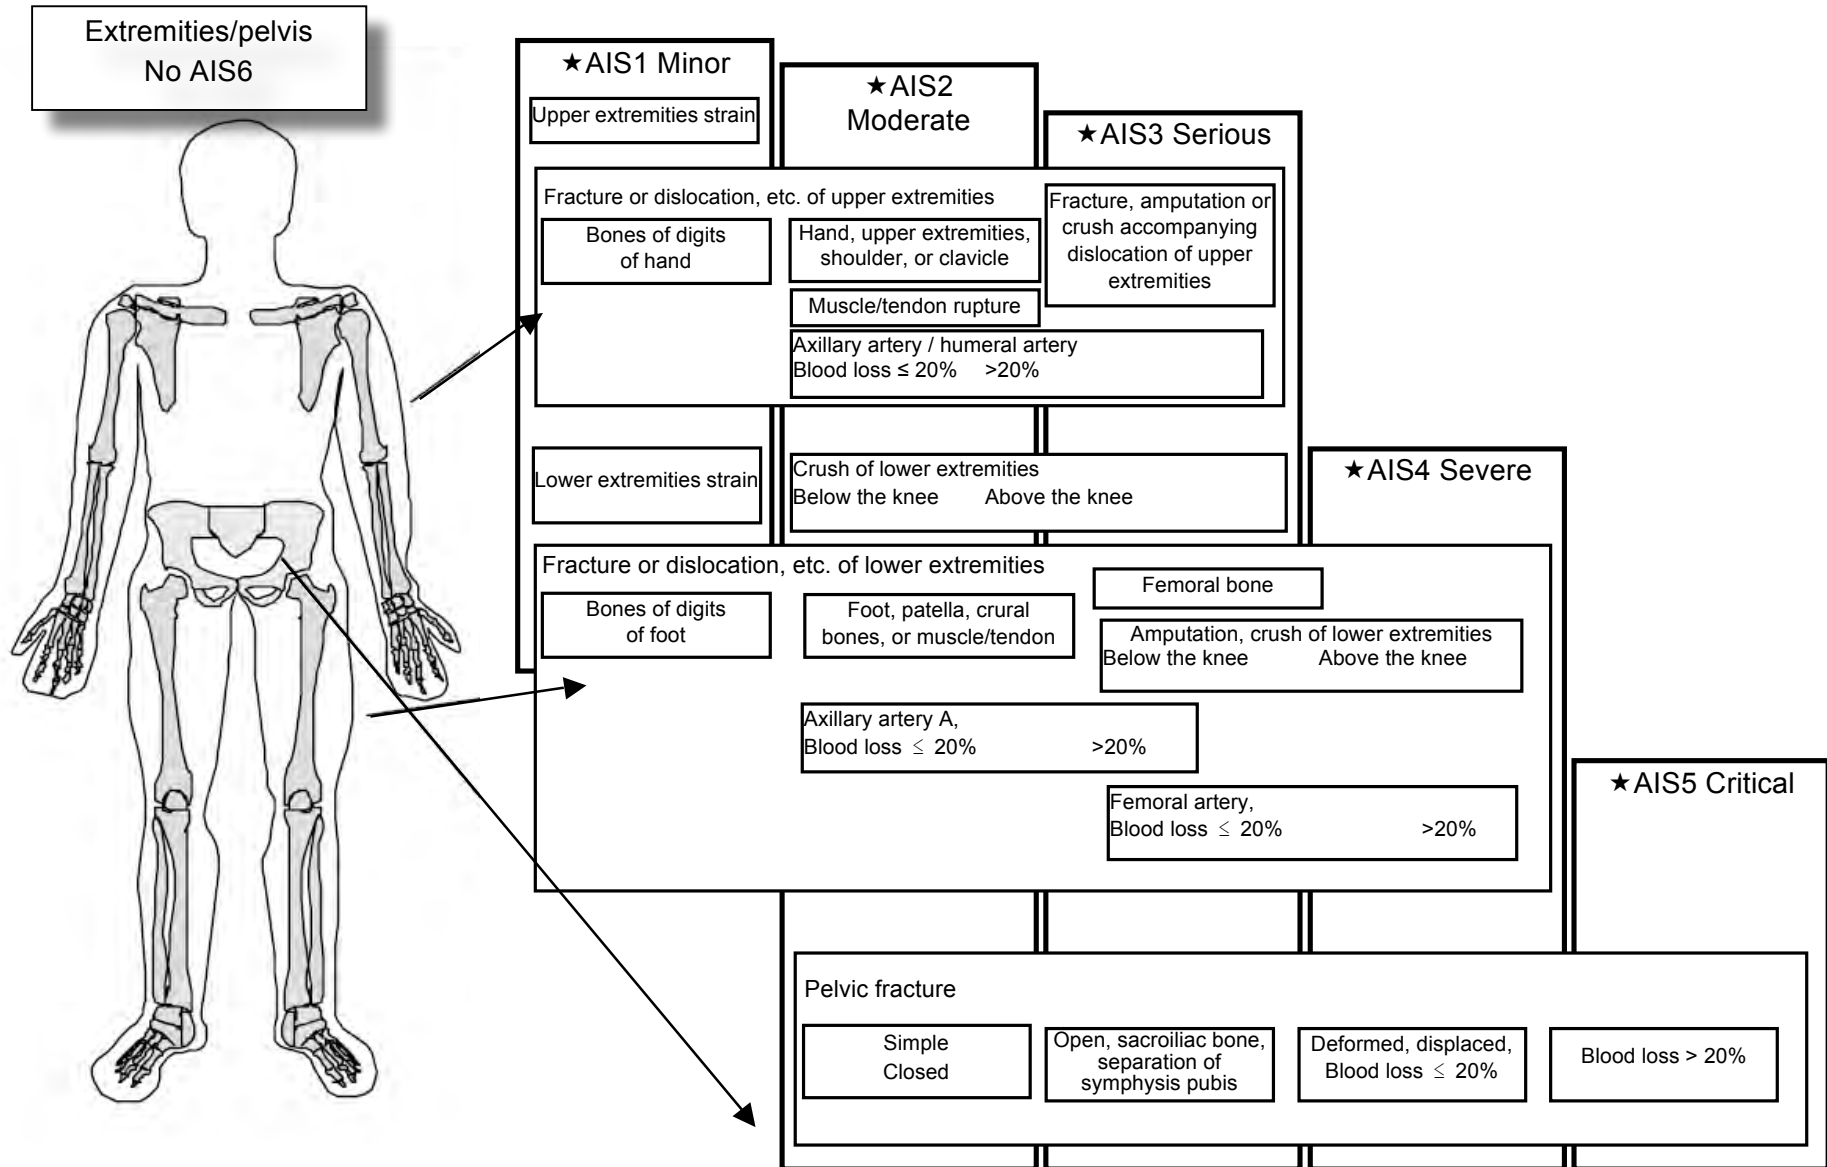 Extremities/pelvis
No AIS6
★AIS1 Minor
Upper extremities strain
★AIS2
Moderate
★AIS3 Serious
Fracture or dislocation, etc. of upper extremities
Bones of digits
of hand
Hand, upper extremities,
shoulder, or clavicle
Fracture, amputation or
crush accompanying
dislocation of upper
extremities
Muscle/tendon rupture
Axillary artery / humeral artery
Blood loss ≤ 20% >20%
Lower extremities strain
Crush of lower extremities
Below the knee Above the knee
★AIS4 Severe
Fracture or dislocation, etc. of lower extremities
Bones of digits
of foot
Foot, patella, crural
bones, or muscle/tendon
Femoral bone
Amputation, crush of lower extremities
Below the knee Above the knee
Axillary artery A,
Blood loss ≤ 20% >20%
Femoral artery,
Blood loss ≤ 20% >20%
★AIS5 Critical
Pelvic fracture
Simple
Closed
Open, sacroiliac bone,
separation of
symphysis pubis
Deformed, displaced,
Blood loss ≤ 20%
Blood loss > 20%